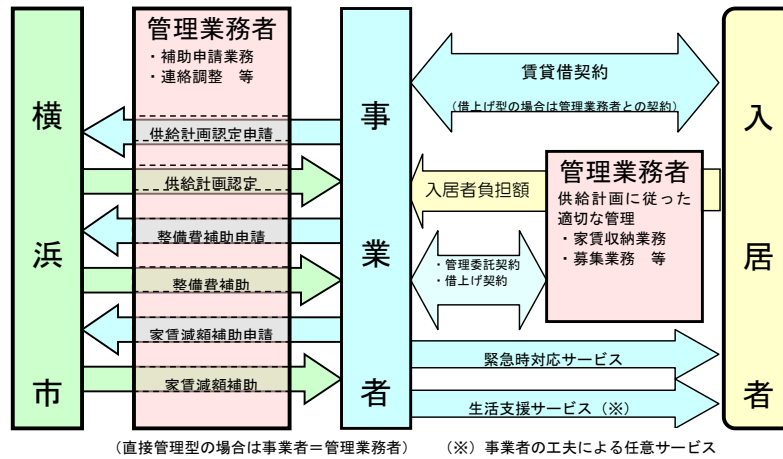 横浜市
管理業務者
・補助申請業務
・連絡調整　等
供給計画認定申請
供給計画認定
整備費補助申請
整備費補助
家賃減額補助申請
家賃減額補助
事業者
賃貸借契約
（借上げ型の場合は管理業務者との契約）
入居者負担額
管理業務者
供給計画に従った
適切な管理
・家賃収納業務
・募集業務　等
・管理委託契約
・借上げ契約
緊急時対応サービス
生活支援サービス（※）
入居者
（直接管理型の場合は事業者＝管理業務者）
（※）事業者の工夫による任意サービス